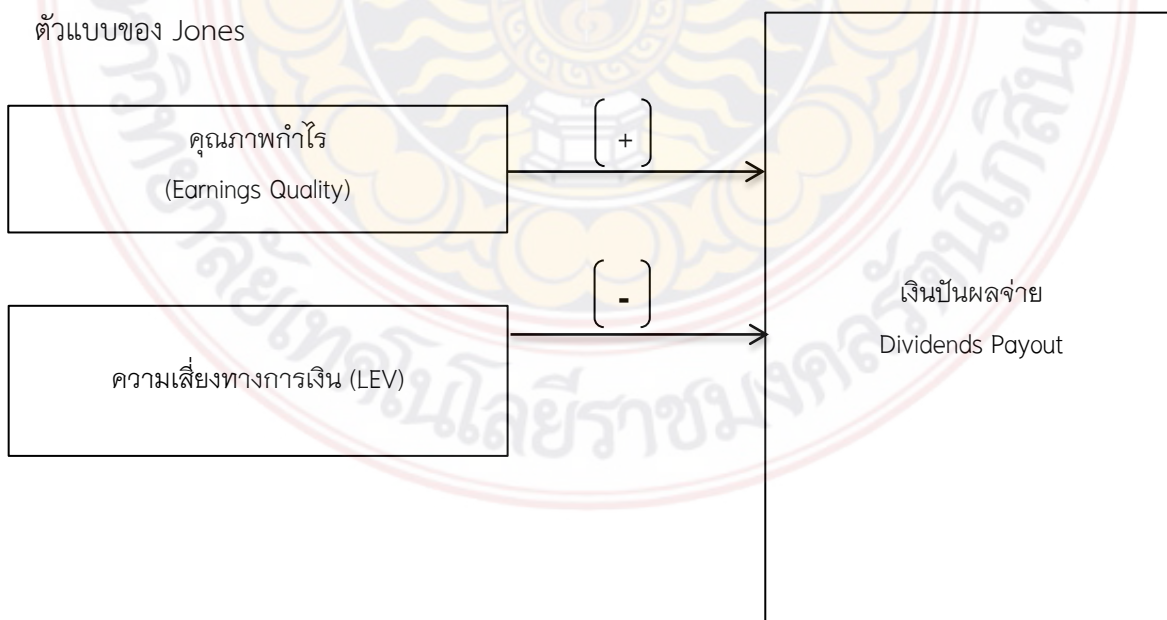 ตัวแบบของ Jones
คุณภาพกำไร
(Earnings Quality)
+
ความเสี่ยงทางการเงิน (LEV)
-
เงินปันผลจ่าย
Dividends Payout